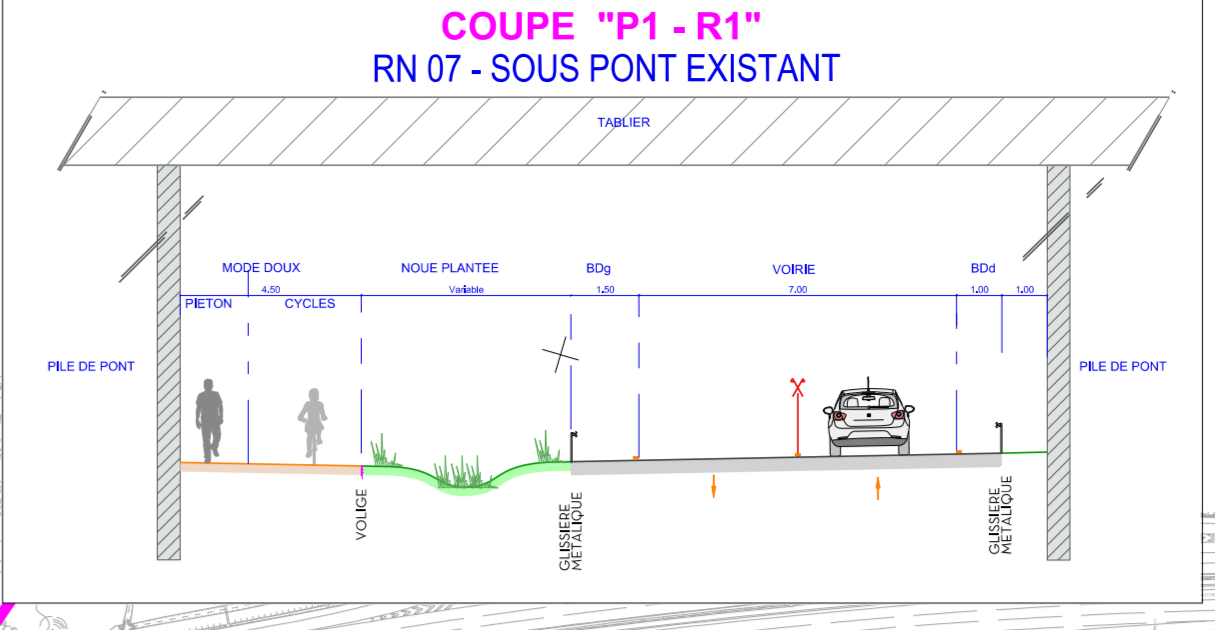 COUPE "P1 - R1"
RN 07 - SOUS PONT EXISTANT
TABLIER
MODE DOUX
NOUE PLANTEE
BDg
VOIRIE
BDd
4.50
Variable
1.50
7.00
1.00
1.00
PIETON
CYCLES
PILE DE PONT
PILE DE PONT
VOLIGE
GLISSIERE
METALIQUE
GLISSIERE
METALIQUE